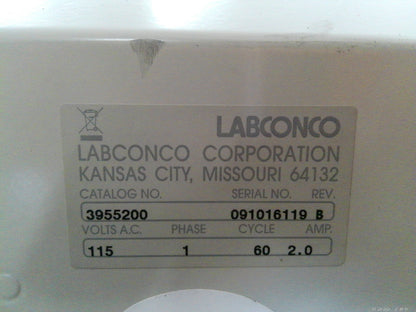 LABCONCO
LABCONCO CORPORATION
KANSAS CITY, MISSOURI 64132
CATALOG NO. SERIAL NO. REV.
3955200 091016119 B
VOLTS A.C. PHASE CYCLE AMP.
115 1 60 2.0